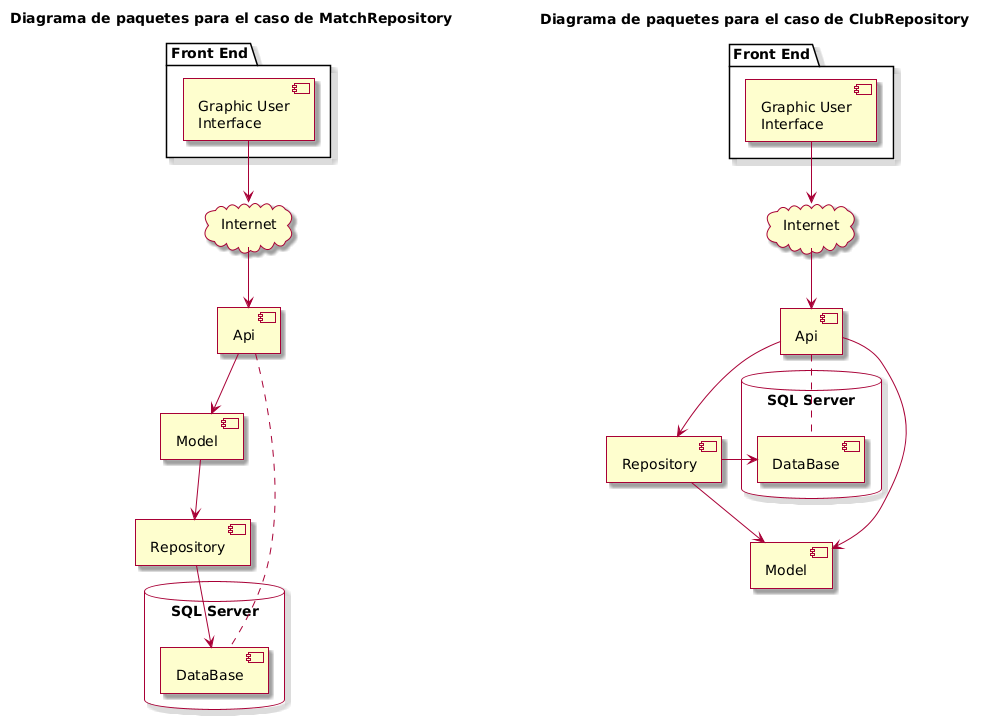 Diagrama de paquetes para el caso de MatchRepository
Front End
Graphic User
Interface
Internet
Api
Model
Repository
SQL Server
DataBase
Diagrama de paquetes para el caso de ClubRepository
Front End
Graphic User
Interface
Internet
Api
SQL Server
Repository
DataBase
Model